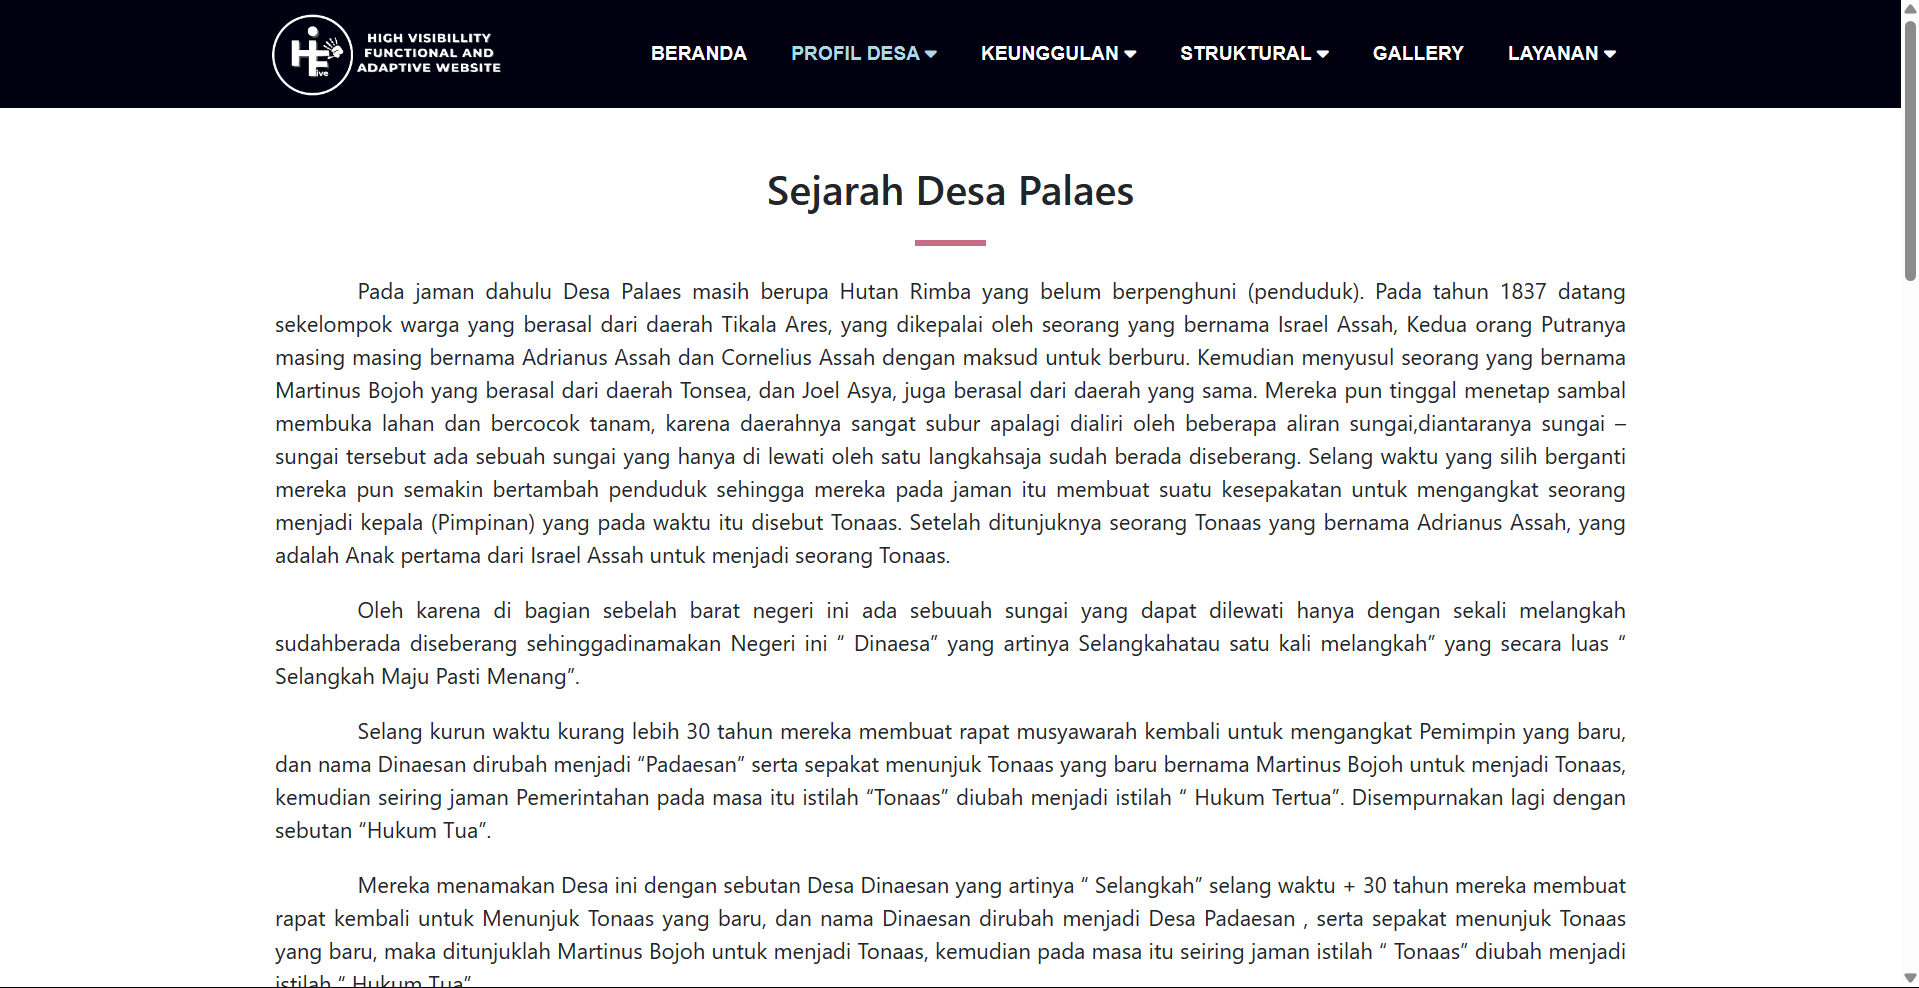 HIGH VISIBILLITY
FUNCTIONAL AND
ADAPTIVE WEBSITE
HFive
BERANDA PROFIL DESA KEUNGGULAN STRUKTURAL GALLERY LAYANAN
Sejarah Desa Palaes
Pada jaman dahulu Desa Palaes masih berupa Hutan Rimba yang belum berpenghuni (penduduk). Pada tahun 1837 datang
sekelompok warga yang berasal dari daerah Tikala Ares, yang dikepalai oleh seorang yang bernama Israel Assah, Kedua orang Putranya
masing masing bernama Adrianus Assah dan Cornelius Assah dengan maksud untuk berburu. Kemudian menyusul seorang yang bernama
Martinus Bojoh yang berasal dari daerah Tonsea, dan Joel Asya, juga berasal dari daerah yang sama. Mereka pun tinggal menetap sambal
membuka lahan dan bercocok tanam, karena daerahnya sangat subur apalagi dialiri oleh beberapa aliran sungai,diantaranya sungai –
sungai tersebut ada sebuah sungai yang hanya di lewati oleh satu langkahsaja sudah berada diseberang. Selang waktu yang silih berganti
mereka pun semakin bertambah penduduk sehingga mereka pada jaman itu membuat suatu kesepakatan untuk mengangkat seorang
menjadi kepala (Pimpinan) yang pada waktu itu disebut Tonaas. Setelah ditunjuknya seorang Tonaas yang bernama Adrianus Assah, yang
adalah Anak pertama dari Israel Assah untuk menjadi seorang Tonaas.
Oleh karena di bagian sebelah barat negeri ini ada sebuuah sungai yang dapat dilewati hanya dengan sekali melangkah
sudahberada diseberang sehinggadinamakan Negeri ini “ Dinaesa” yang artinya Selangkahatau satu kali melangkah” yang secara luas “
Selangkah Maju Pasti Menang”.
Selang kurun waktu kurang lebih 30 tahun mereka membuat rapat musyawarah kembali untuk mengangkat Pemimpin yang baru,
dan nama Dinaesan dirubah menjadi “Padaesan” serta sepakat menunjuk Tonaas yang baru bernama Martinus Bojoh untuk menjadi Tonaas,
kemudian seiring jaman Pemerintahan pada masa itu istilah “Tonaas” diubah menjadi istilah “ Hukum Tertua”. Disempurnakan lagi dengan
sebutan “Hukum Tua”.
Mereka menamakan Desa ini dengan sebutan Desa Dinaesan yang artinya “ Selangkah” selang waktu + 30 tahun mereka membuat
rapat kembali untuk Menunjuk Tonaas yang baru, dan nama Dinaesan dirubah menjadi Desa Padaesan , serta sepakat menunjuk Tonaas
yang baru, maka ditunjuklah Martinus Bojoh untuk menjadi Tonaas, kemudian pada masa itu seiring jaman istilah “ Tonaas” diubah menjadi
istilah “ Hukum Tua”